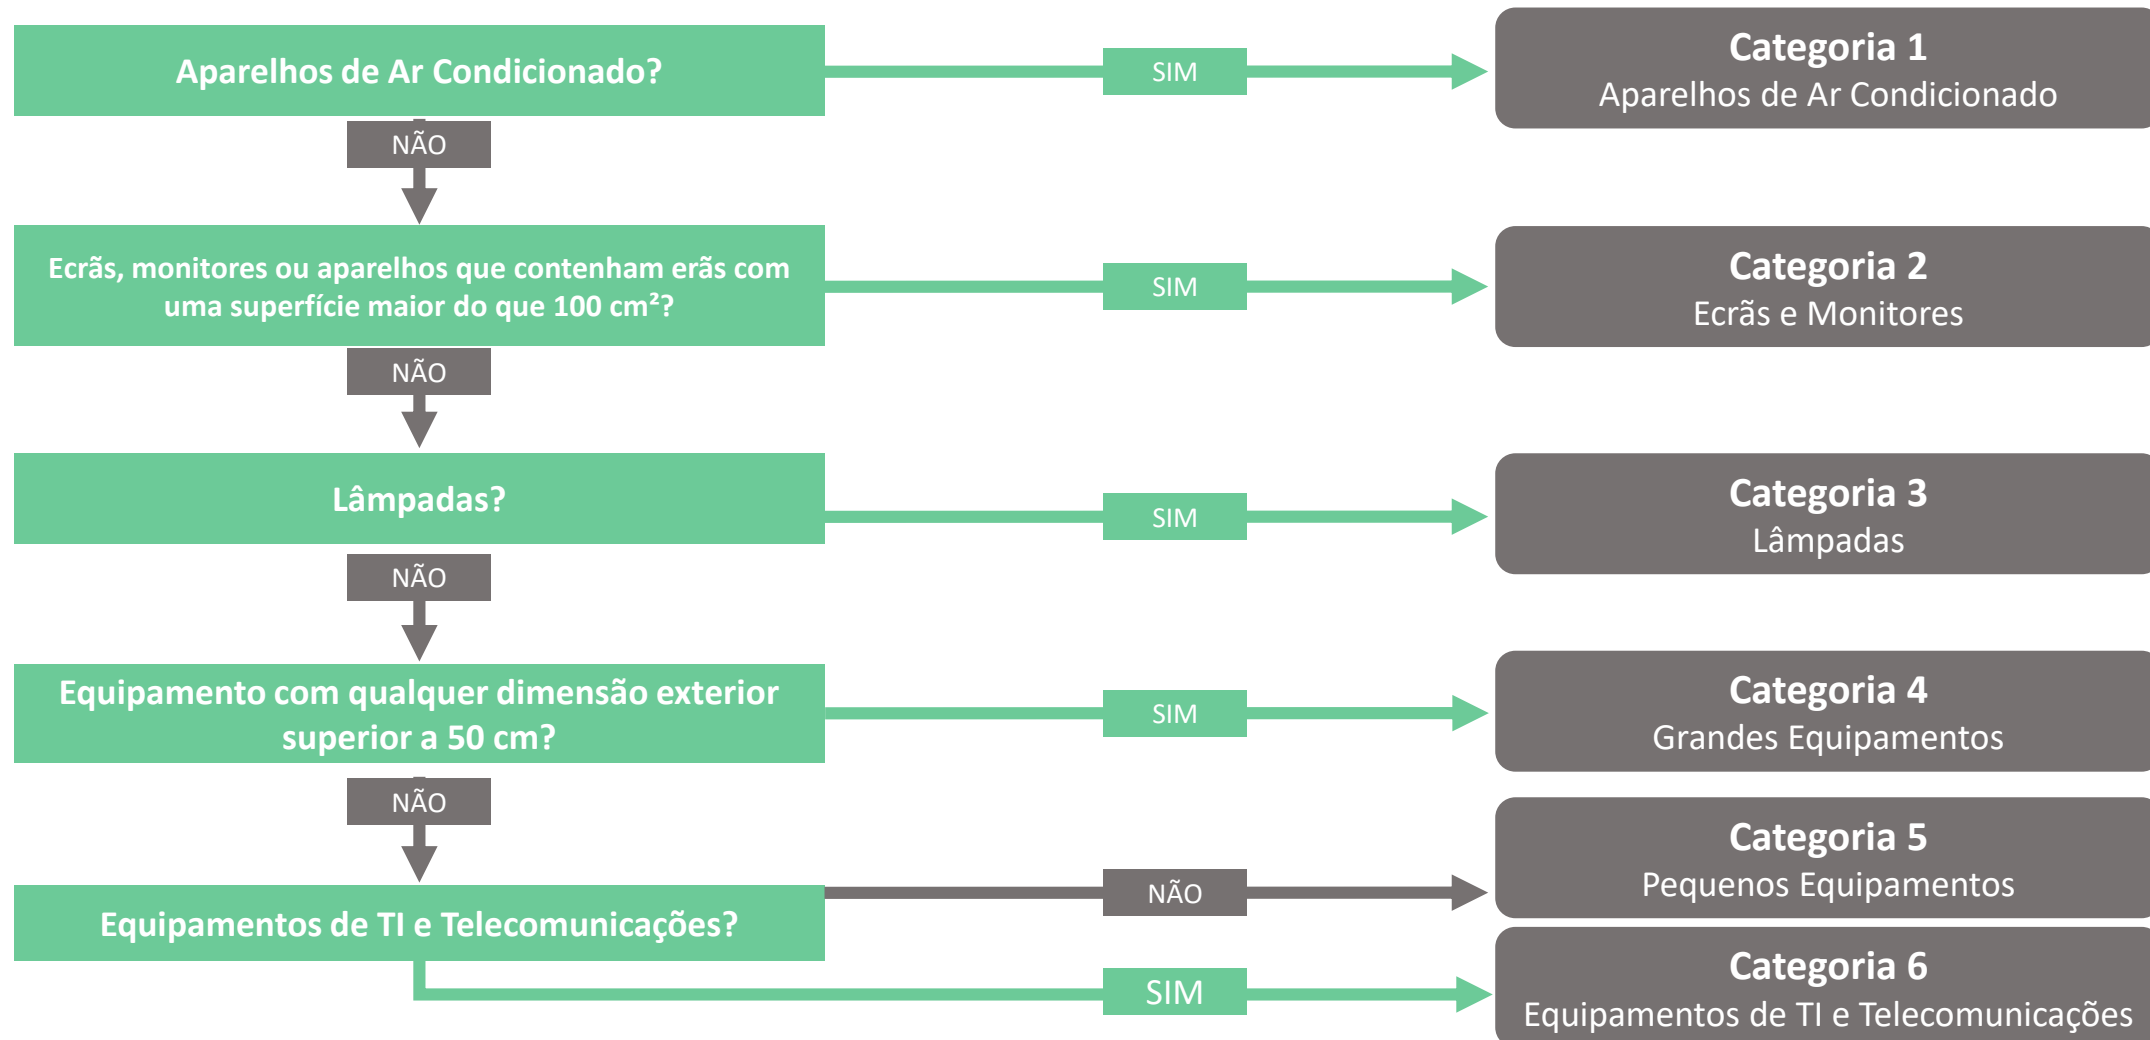 Aparelhos de Ar Condicionado?
SIM
Categoria 1
Aparelhos de Ar Condicionado
NÃO
Ecrãs, monitores ou aparelhos que contenham erãs com
uma superfície maior do que 100 cm²?
SIM
Categoria 2
Ecrãs e Monitores
NÃO
Lâmpadas?
SIM
Categoria 3
Lâmpadas
NÃO
Equipamento com qualquer dimensão exterior
superior a 50 cm?
SIM
Categoria 4
Grandes Equipamentos
NÃO
Equipamentos de TI e Telecomunicações?
NÃO
Categoria 5
Pequenos Equipamentos
SIM
Categoria 6
Equipamentos de TI e Telecomunicações